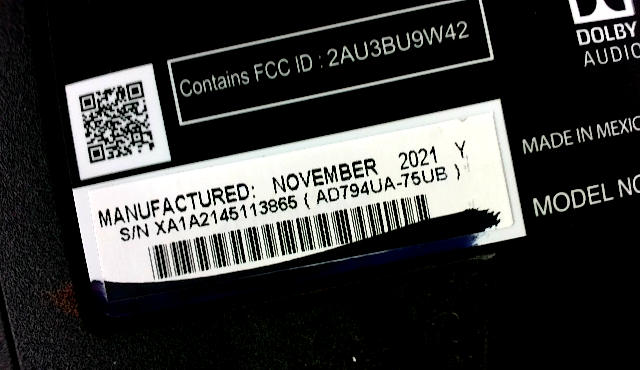 Contains FCC ID : 2AU3BU9W42
DOLBY
AUDIO
MANUFACTURED: NOVEMBER 2021 Y
S/N XA1A2145113865 ( AD794UA-75UB )
MADE IN MEXIC
MODEL NO